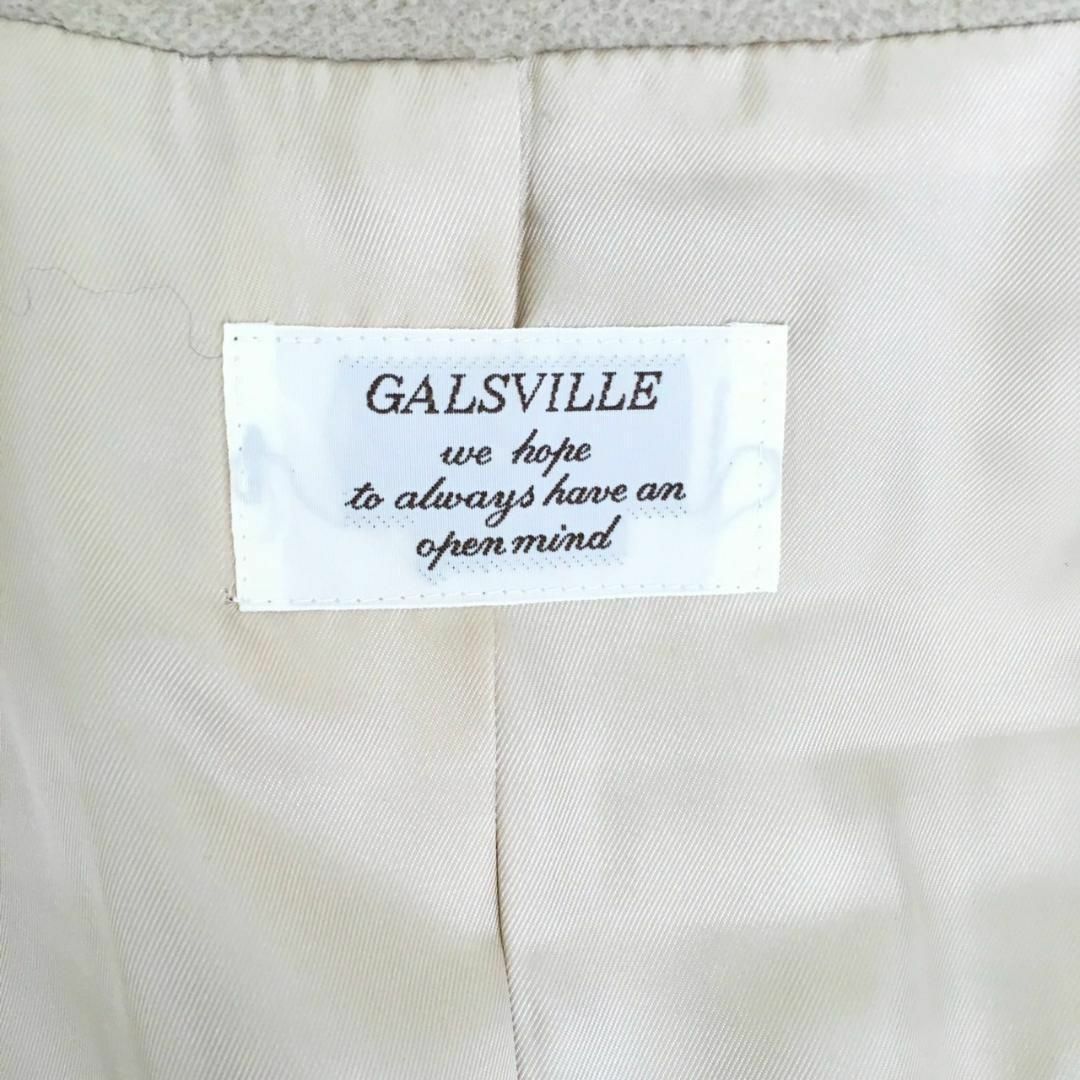 GALSVILLE
we hope
to always have an
open mind